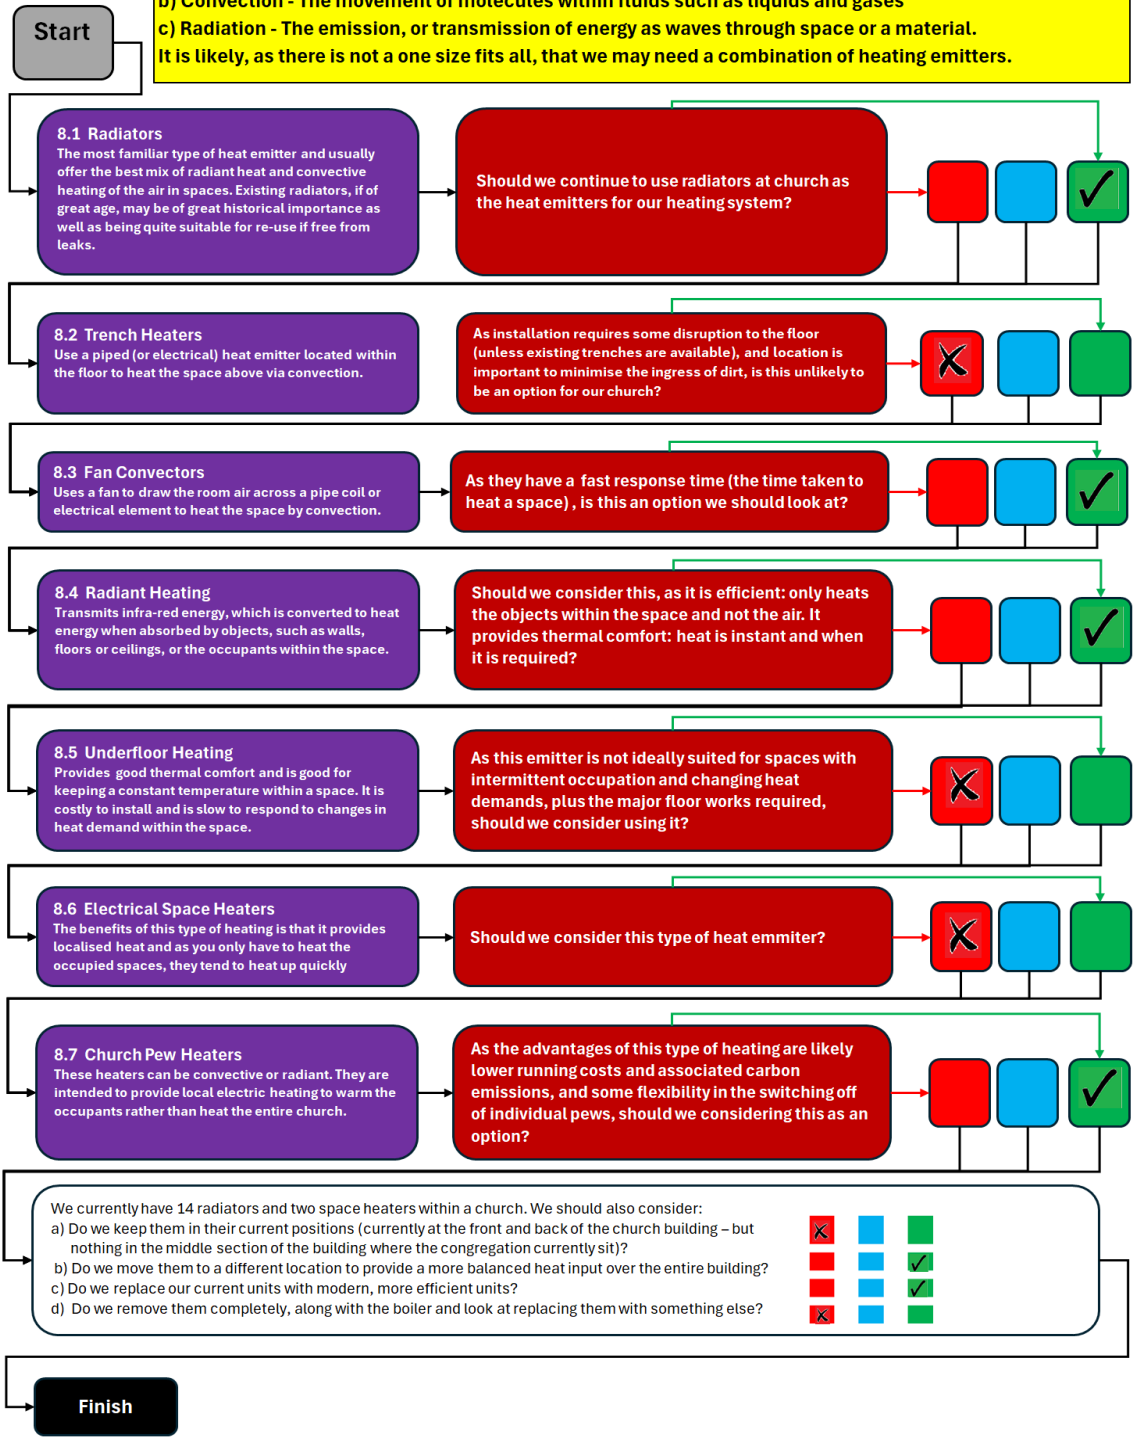 b) Convection - The movement of molecules within fluids such as liquids and gases
Start
c) Radiation - The emission, or transmission of energy as waves through space or a material.
It is likely, as there is not a one size fits all, that we may need a combination of heating emitters.
8.1 Radiators
The most familiar type of heat emitter and usually
offer the best mix of radiant heat and convective
heating of the air in spaces. Existing radiators, if of
great age, may be of great historical importance as
well as being quite suitable for re-use if free from
leaks.
Should we continue to use radiators at church as
the heat emitters for our heating system?
8.2 Trench Heaters
Use a piped (or electrical) heat emitter located within
the floor to heat the space above via convection.
As installation requires some disruption to the floor
(unless existing trenches are available), and location is
important to minimise the ingress of dirt, is this unlikely to
be an option for our church?
8.3 Fan Convectors
Uses a fan to draw the room air across a pipe coil or
electrical element to heat the space by convection.
As they have a fast response time (the time taken to
heat a space) , is this an option we should look at?
8.4 Radiant Heating
Transmits infra-red energy, which is converted to heat
energy when absorbed by objects, such as walls,
floors or ceilings, or the occupants within the space.
Should we consider this, as it is efficient: only heats
the objects within the space and not the air. It
provides thermal comfort: heat is instant and when
it is required?
8.5 Underfloor Heating
Provides good thermal comfort and is good for
keeping a constant temperature within a space. It is
costly to install and is slow to respond to changes in
heat demand within the space.
As this emitter is not ideally suited for spaces with
intermittent occupation and changing heat
demands, plus the major floor works required,
should we consider using it?
8.6 Electrical Space Heaters
The benefits of this type of heating is that it provides
localised heat and as you only have to heat the
occupied spaces, they tend to heat up quickly
Should we consider this type of heat emmiter?
8.7 Church Pew Heaters
These heaters can be convective or radiant. They are
intended to provide local electric heating to warm the
occupants rather than heat the entire church.
As the advantages of this type of heating are likely
lower running costs and associated carbon
emissions, and some flexibility in the switching off
of individual pews, should we considering this as an
option?
We currently have 14 radiators and two space heaters within a church. We should also consider:
a) Do we keep them in their current positions (currently at the front and back of the church building – but
nothing in the middle section of the building where the congregation currently sit)?
b) Do we move them to a different location to provide a more balanced heat input over the entire building?
c) Do we replace our current units with modern, more efficient units?
d) Do we remove them completely, along with the boiler and look at replacing them with something else?
Finish